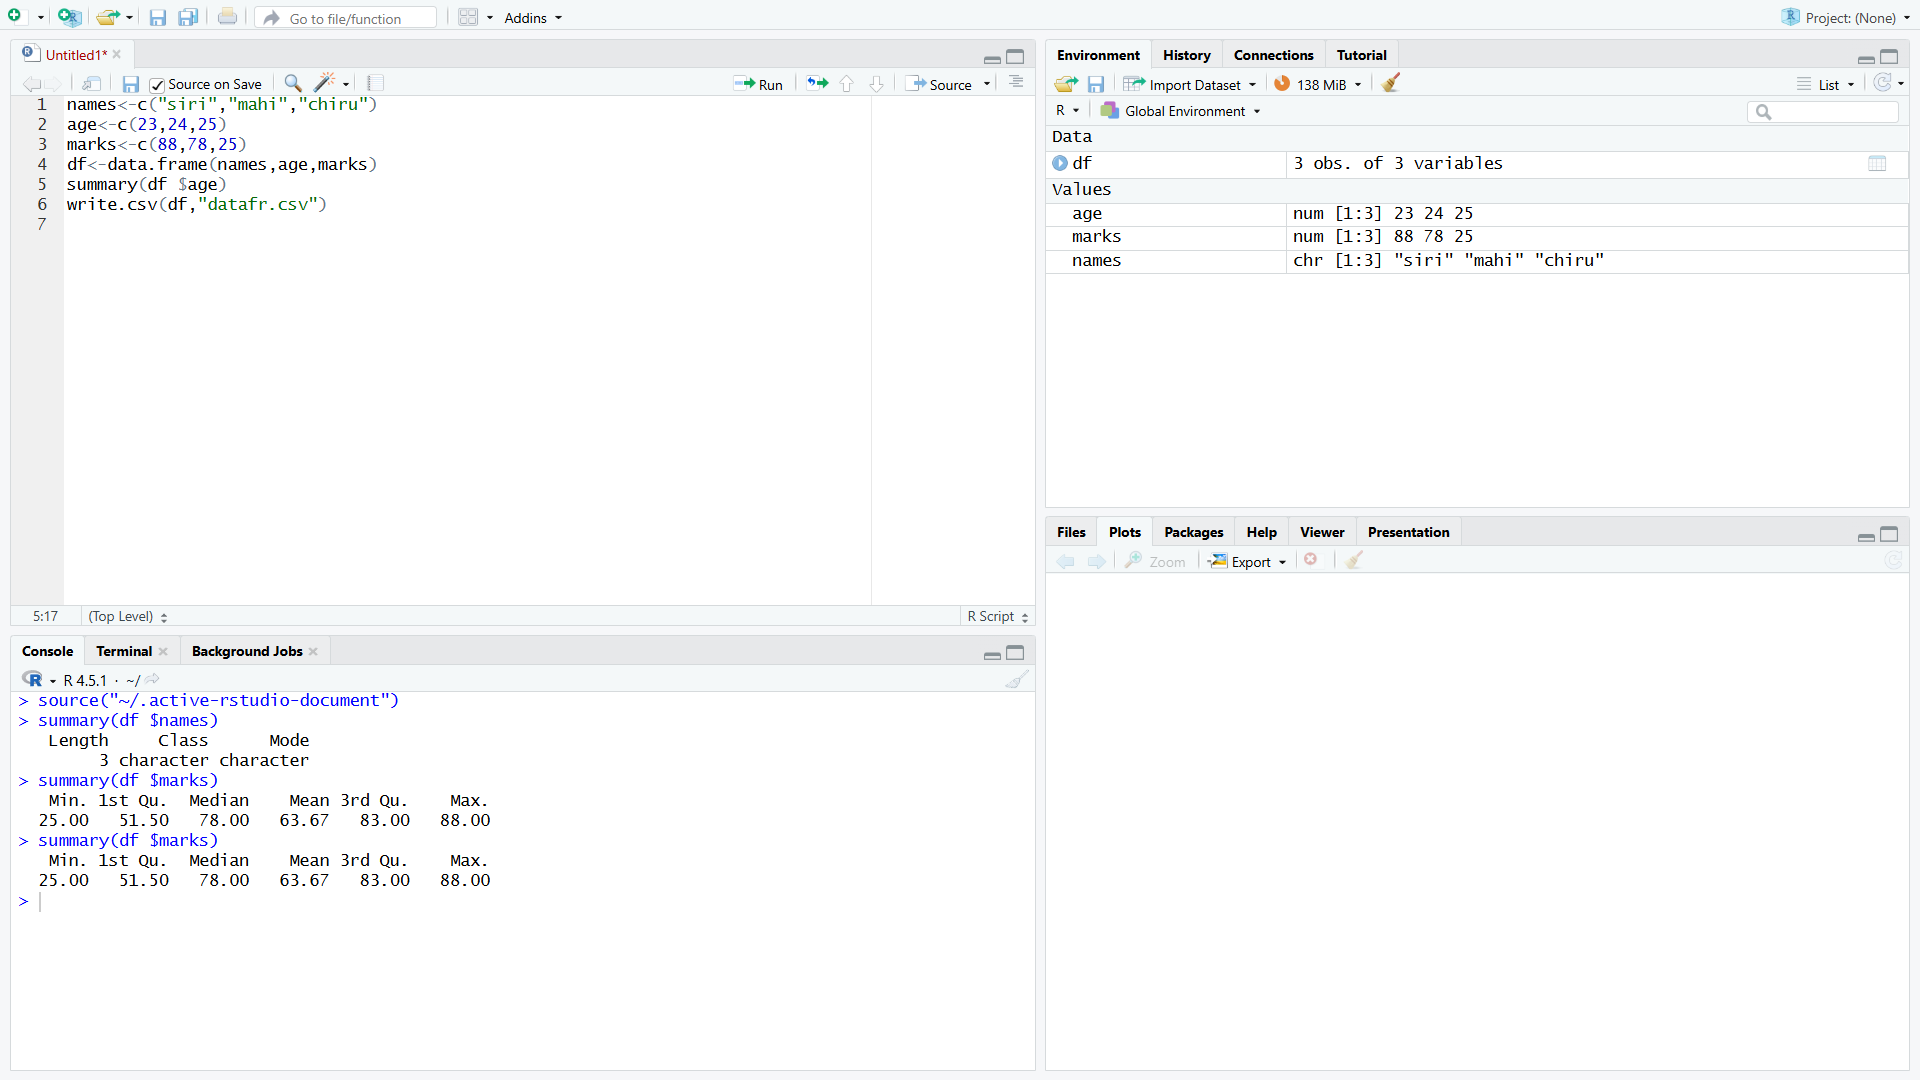 Go to file/function
Addins
Project: (None)
Untitled1*
Source on Save
Run
Source
1 names<-c("siri","mahi","chiru")
2 age<-c(23,24,25)
3 marks<-c(88,78,25)
4 df<-data.frame(names,age,marks)
5 summary(df $age)
6 write.csv(df,"datafr.csv")
7
5:17 (Top Level) R Script
Console Terminal Background Jobs
R R 4.5.1 · ~/
> source("~/.active-rstudio-document")
> summary(df $names)
Length Class Mode
3 character character
> summary(df $marks)
Min. 1st Qu. Median Mean 3rd Qu. Max.
25.00 51.50 78.00 63.67 83.00 88.00
> summary(df $marks)
Min. 1st Qu. Median Mean 3rd Qu. Max.
25.00 51.50 78.00 63.67 83.00 88.00
>
Environment History Connections Tutorial
Import Dataset 138 MiB List
R Global Environment
Data
df 3 obs. of 3 variables
Values
age num [1:3] 23 24 25
marks num [1:3] 88 78 25
names chr [1:3] "siri" "mahi" "chiru"
Files Plots Packages Help Viewer Presentation
Zoom Export